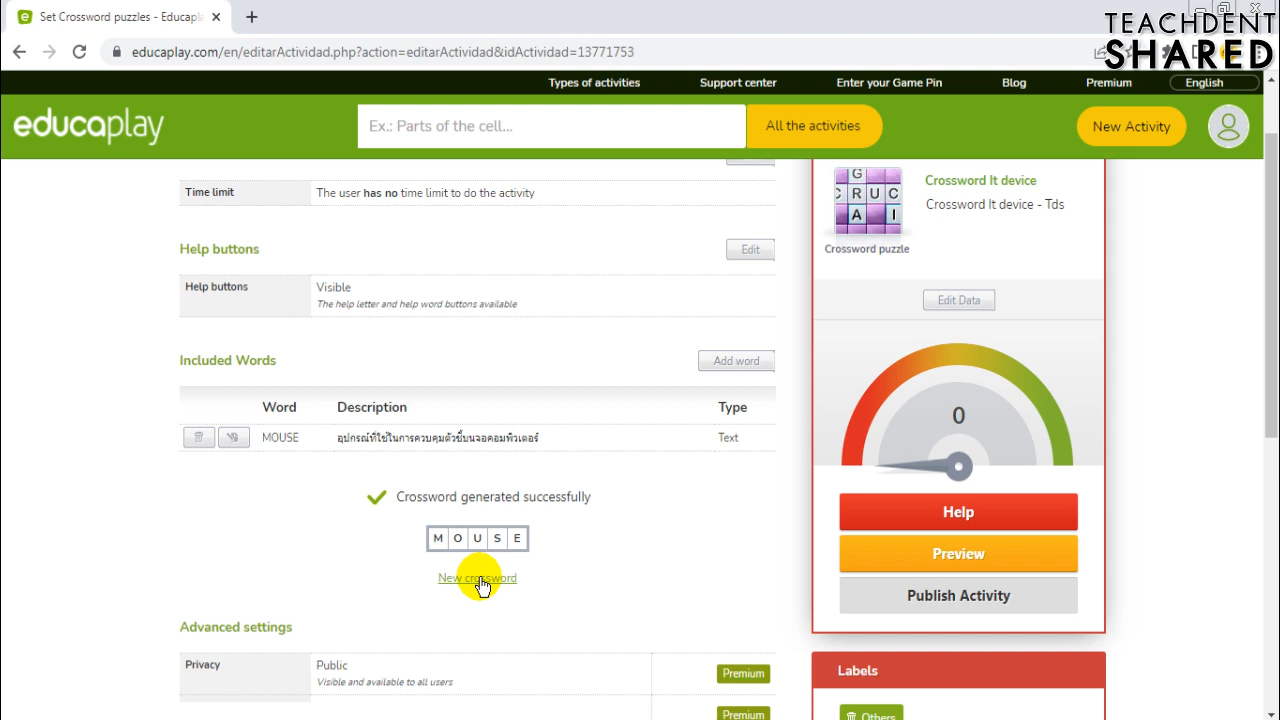 Set Crossword puzzles - Educapla
TEACHDENT
SHARED
educaplay.com/en/editarActividad.php?action=editarActividad&idActividad=13771753
Types of activities
Support center
Enter your Game Pin
Blog
Premium
English
educaplay
Ex.: Parts of the cell...
All the activities
New Activity
Time limit
The user has no time limit to do the activity
Help buttons
Edit
Help buttons
Visible
The help letter and help word buttons available
Included Words
Add word
Word
Description
Type
MOUSE
อุปกรณ์ที่ใช้ในการควบคุมตัวชี้บนจอคอมพิวเตอร์
Text
Crossword generated successfully
M O U S E
New crossword
Advanced settings
Privacy
Public
Visible and available to all users
Premium
Premium
G
C R U C
A I
Crossword puzzle
Crossword It device
Crossword It device - Tds
Edit Data
0
Help
Preview
Publish Activity
Labels
Others